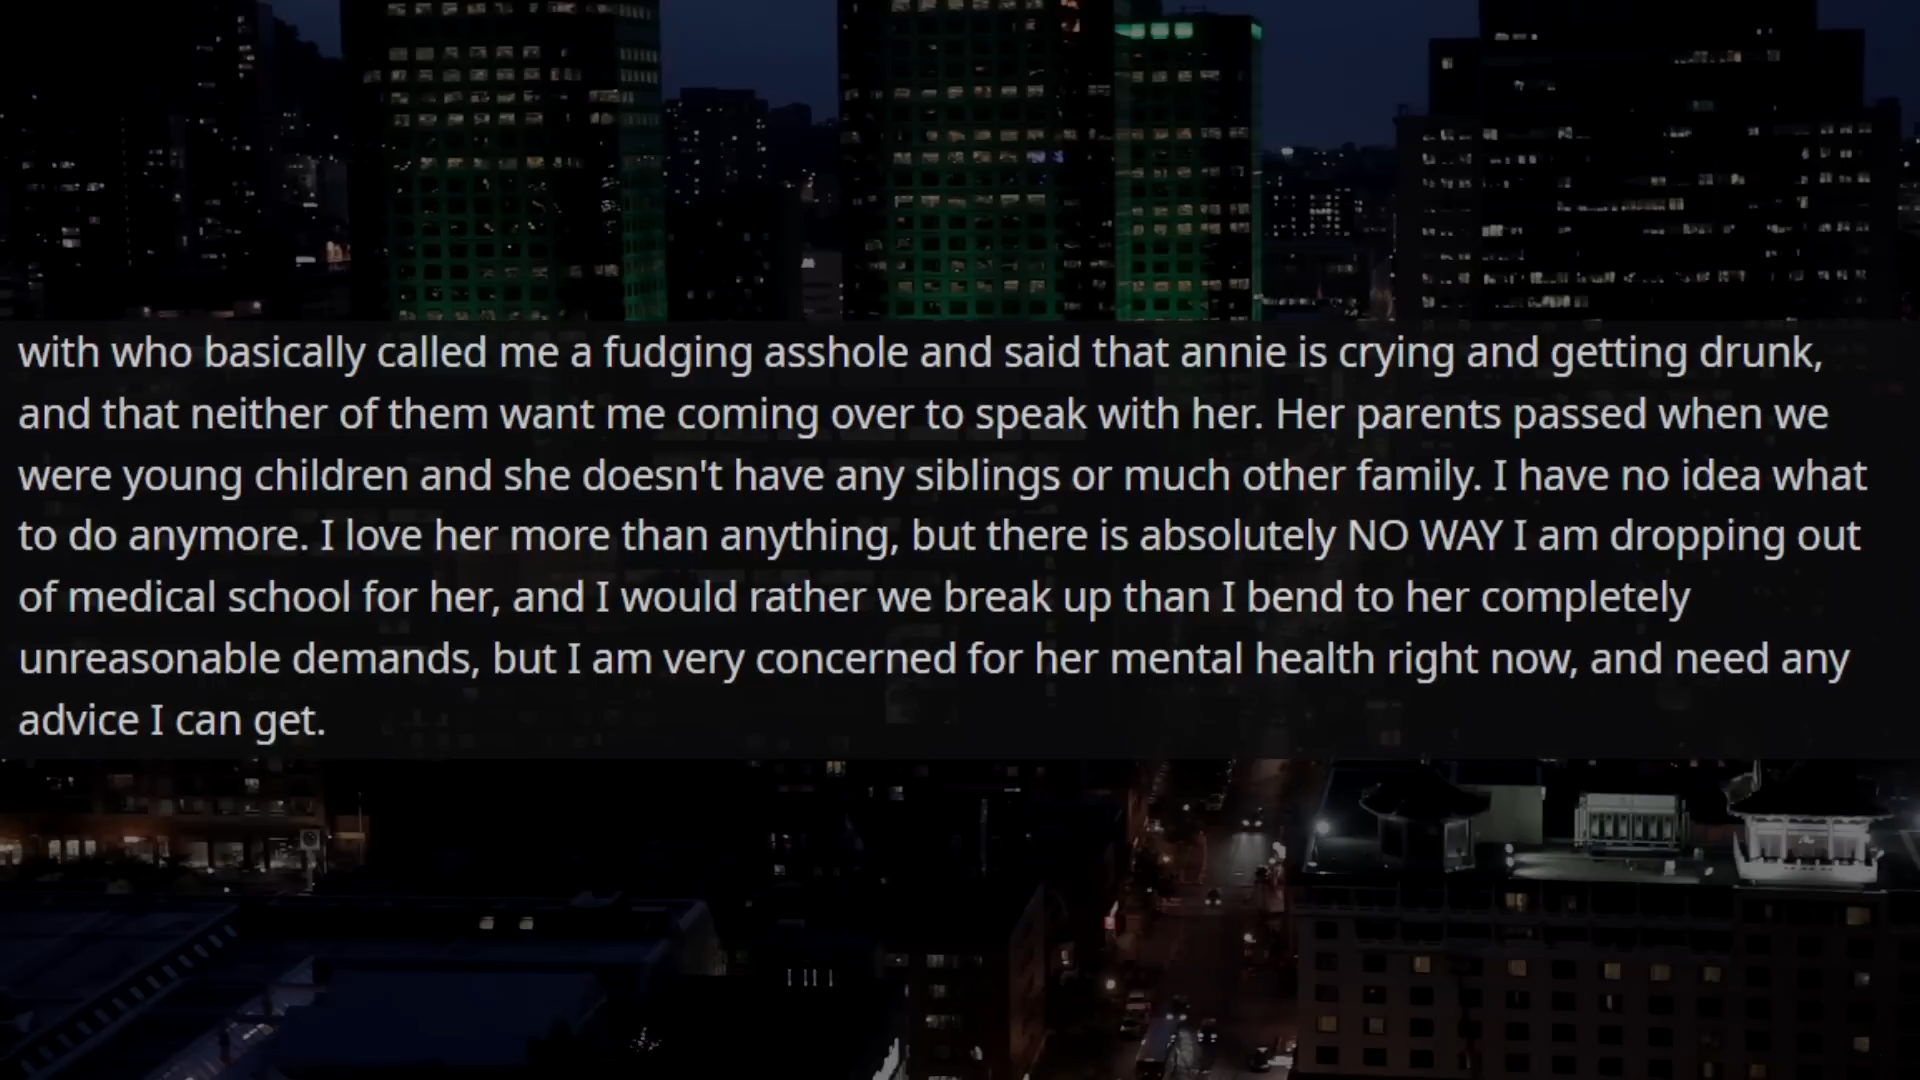 with who basically called me a fudging asshole and said that annie is crying and getting drunk,
and that neither of them want me coming over to speak with her. Her parents passed when we
were young children and she doesn't have any siblings or much other family. I have no idea what
to do anymore. I love her more than anything, but there is absolutely NO WAY I am dropping out
of medical school for her, and I would rather we break up than I bend to her completely
unreasonable demands, but I am very concerned for her mental health right now, and need any
advice I can get.